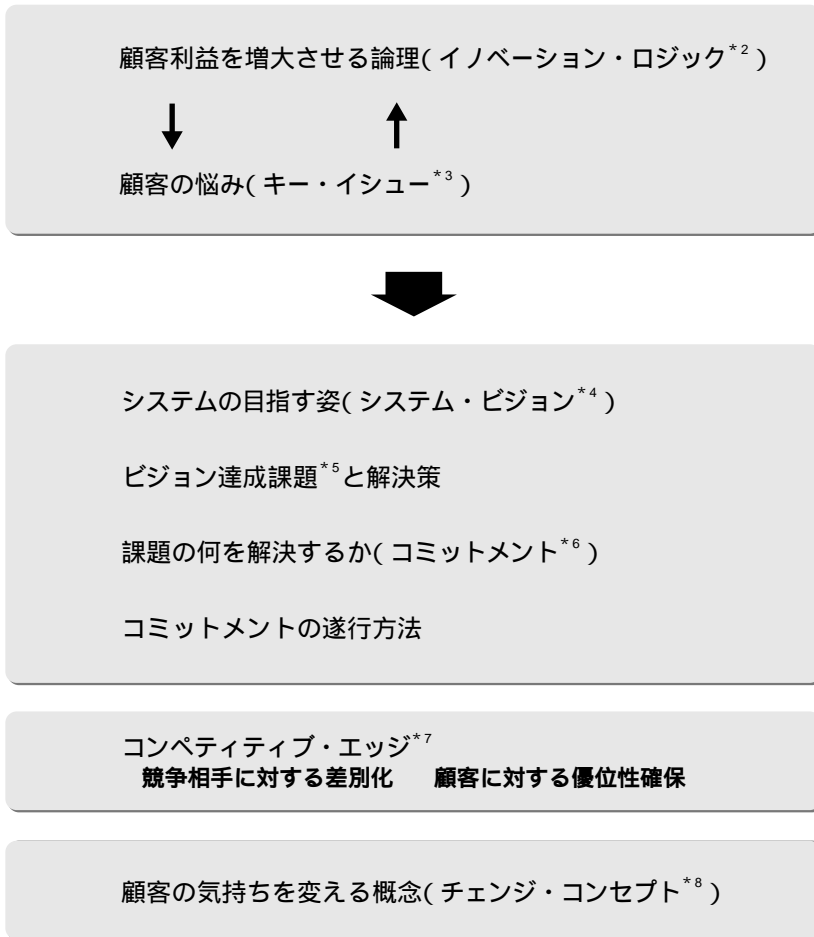 顧客利益を増大させる論理(イノベーション・ロジック*2)
顧客の悩み(キー・イシュー*3)
システムの目指す姿(システム・ビジョン*4)
ビジョン達成課題*5と解決策
課題の何を解決するか(コミットメント*6)
コミットメントの遂行方法
コンペティティブ・エッジ*7
競争相手に対する差別化　顧客に対する優位性確保
顧客の気持ちを変える概念(チェンジ・コンセプト*8)